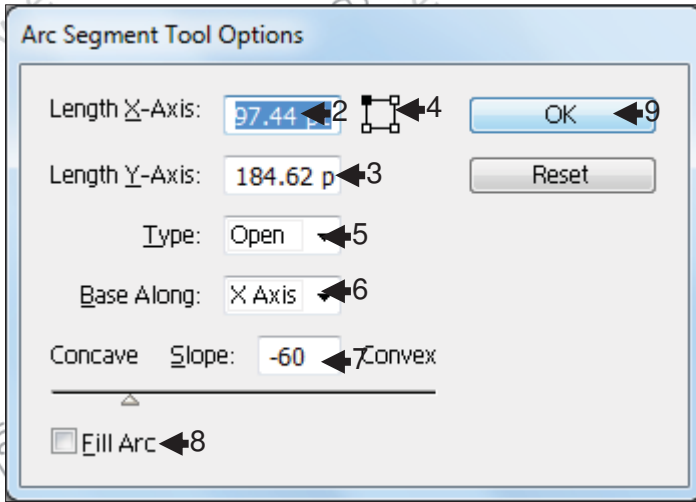 Arc Segment Tool Options
Length X-Axis: 97.44 2 4 OK 9
Length Y-Axis: 184.62 p 3 Reset
Type: Open 5
Base Along: X Axis 6
Concave Slope: -60 7 Convex
Fill Arc 8